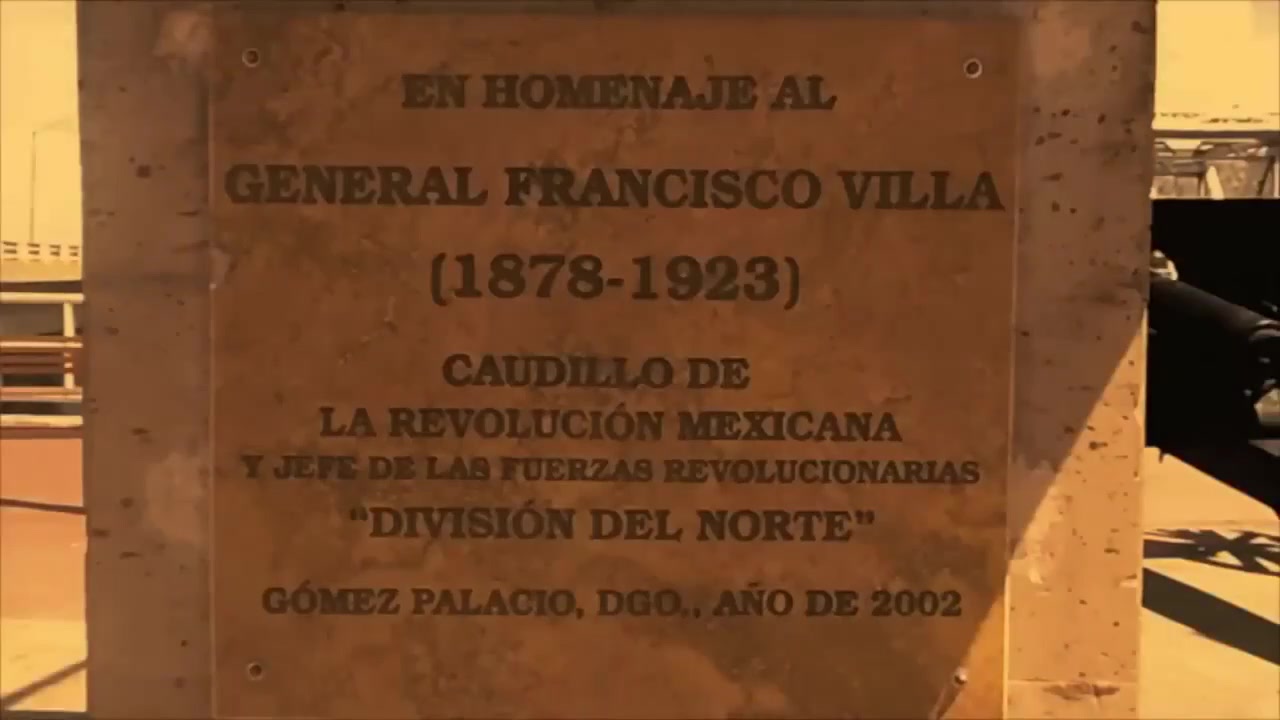 EN HOMENAJE AL
GENERAL FRANCISCO VILLA
(1878-1923)
CAUDILLO DE
LA REVOLUCIÓN MEXICANA
Y JEFE DE LAS FUERZAS REVOLUCIONARIAS
“DIVISIÓN DEL NORTE”
GÓMEZ PALACIO, DGO., AÑO DE 2002